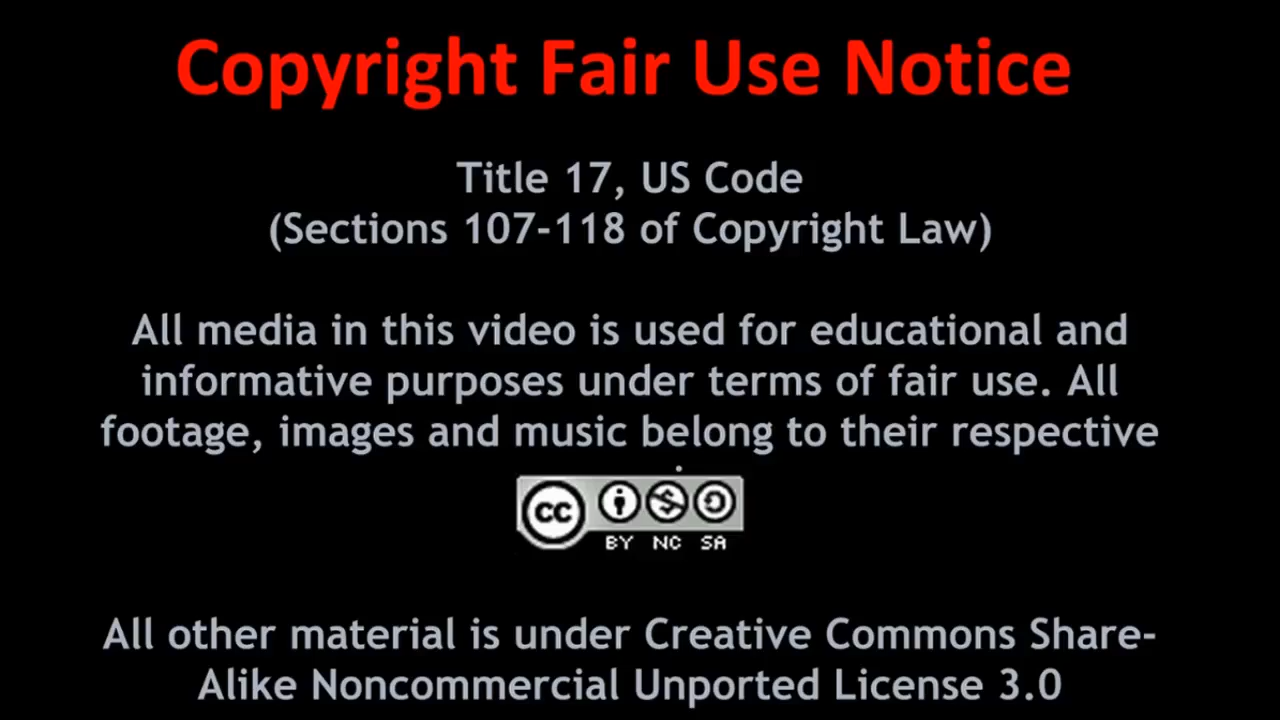 Copyright Fair Use Notice
Title 17, US Code
(Sections 107-118 of Copyright Law)
All media in this video is used for educational and
informative purposes under terms of fair use. All
footage, images and music belong to their respective
cc
BY NC SA
All other material is under Creative Commons Share-
Alike Noncommercial Unported License 3.0